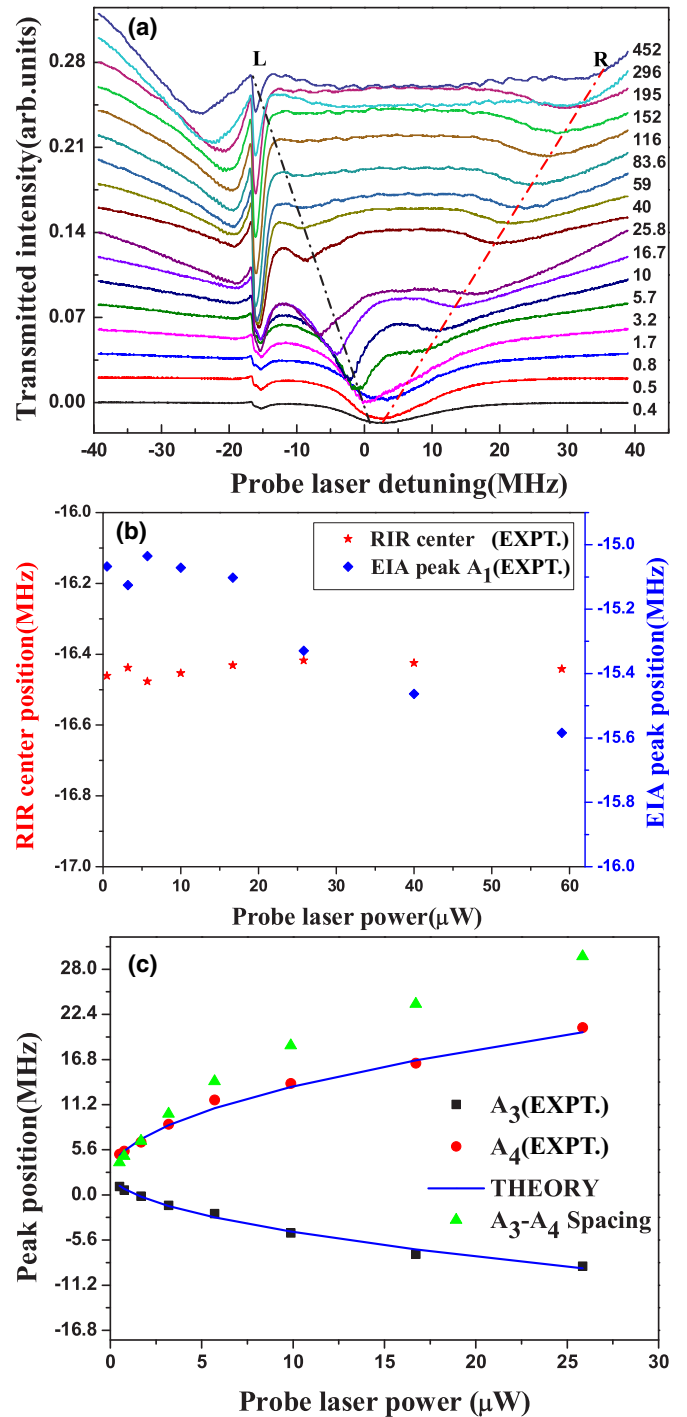 (a)
L
R
Transmitted intensity(arb.units)
0.28
0.21
0.14
0.07
0.00
452
296
195
152
116
83.6
59
40
25.8
16.7
10
5.7
3.2
1.7
0.8
0.5
0.4
-40 -30 -20 -10 0 10 20 30 40
Probe laser detuning(MHz)
(b)
RIR center (EXPT.)
EIA peak A1(EXPT.)
RIR center position(MHz)
-16.0
-16.2
-16.4
-16.6
-16.8
-17.0
EIA peak position(MHz)
-15.0
-15.2
-15.4
-15.6
-15.8
-16.0
0 10 20 30 40 50 60
Probe laser power(μW)
(c)
Peak position(MHz)
28.0
22.4
16.8
11.2
5.6
0.0
-5.6
-11.2
-16.8
A3(EXPT.)
A4(EXPT.)
THEORY
A3-A4 Spacing
0 5 10 15 20 25 30
Probe laser power (μW)